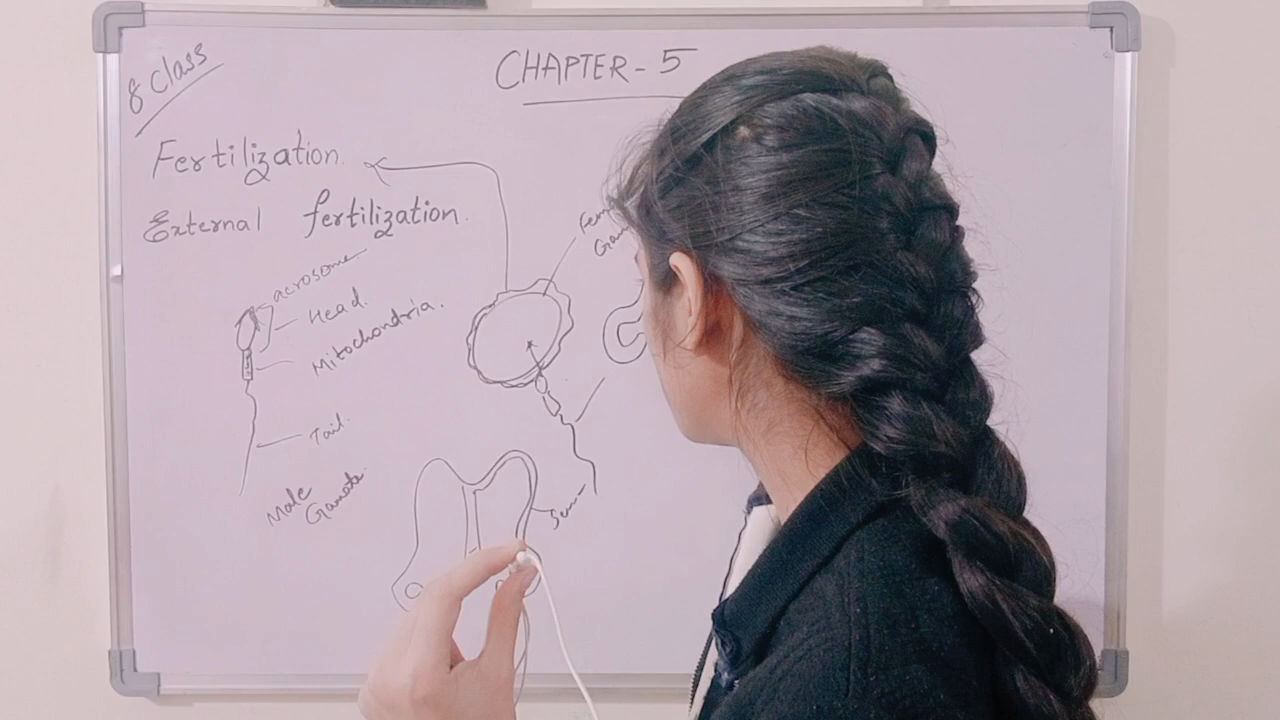 8 Class
CHAPTER - 5
Fertilization.
External fertilization.
acrosome
Head.
Mitochondria.
Tail.
Male
Gamete